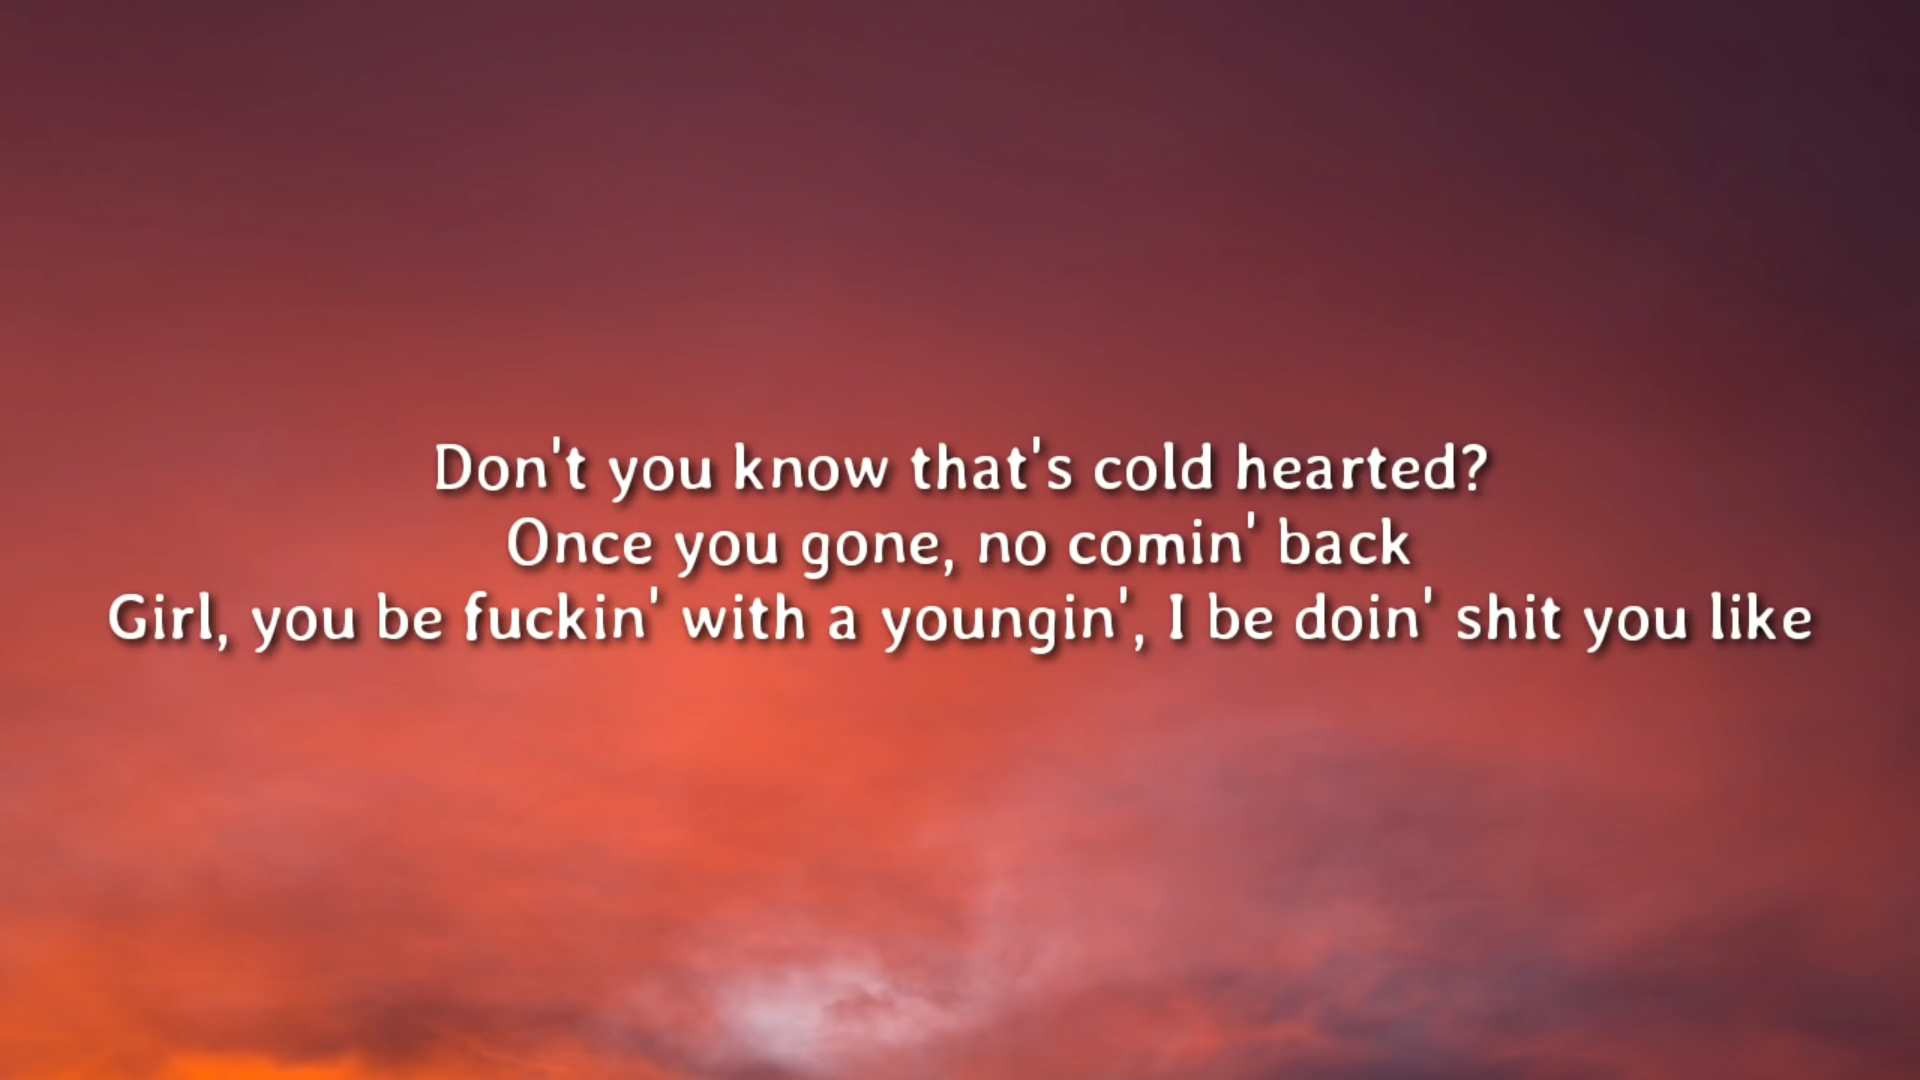 Don't you know that's cold hearted?
Once you gone, no comin' back
Girl, you be fuckin' with a youngin', I be doin' shit you like